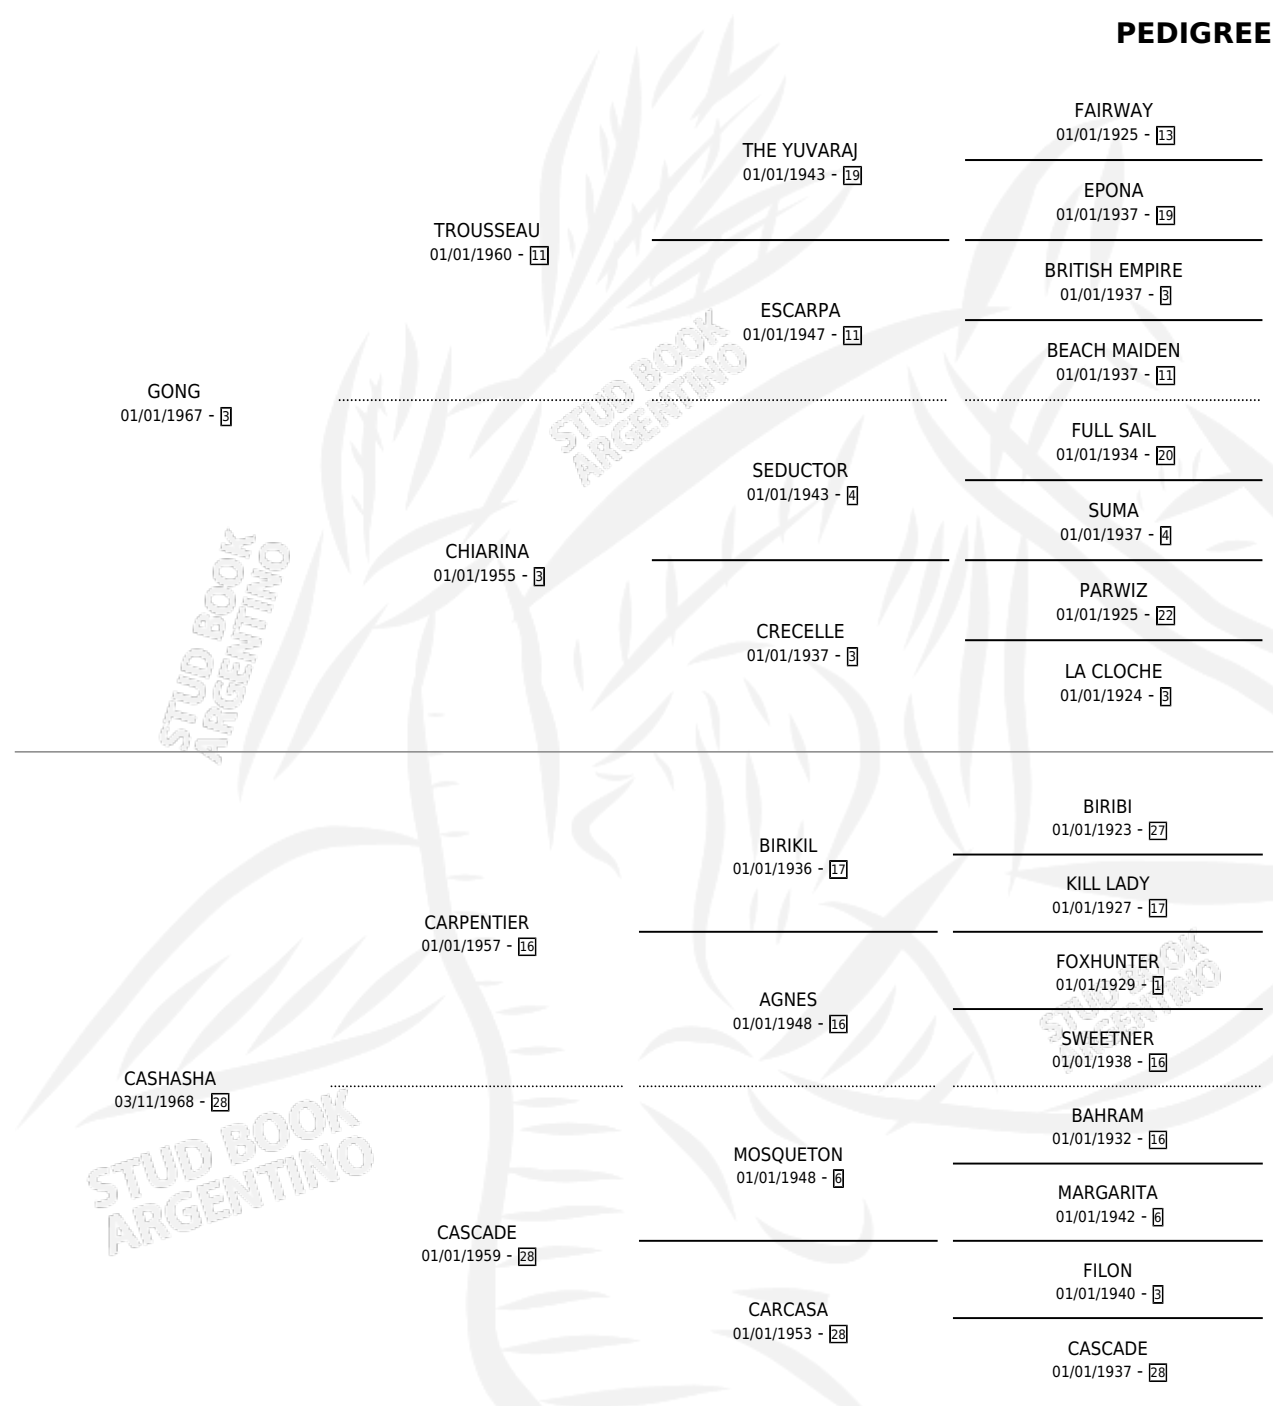 PEDIGREE
FAIRWAY
01/01/1925 - 13
THE YUVARAJ
01/01/1943 - 19
EPONA
01/01/1937 - 19
TROUSSEAU
01/01/1960 - 11
BRITISH EMPIRE
01/01/1937 - 3
ESCARPA
01/01/1947 - 11
BEACH MAIDEN
01/01/1937 - 11
GONG
01/01/1967 - 3
FULL SAIL
01/01/1934 - 20
SEDUCTOR
01/01/1943 - 4
SUMA
01/01/1937 - 4
CHIARINA
01/01/1955 - 3
PARWIZ
01/01/1925 - 22
CRECELLE
01/01/1937 - 3
LA CLOCHE
01/01/1924 - 3
BIRIBI
01/01/1923 - 27
BIRIKIL
01/01/1936 - 17
KILL LADY
01/01/1927 - 17
CARPENTIER
01/01/1957 - 16
FOXHUNTER
01/01/1929 - 1
AGNES
01/01/1948 - 16
SWEETNER
01/01/1938 - 16
CASHASHA
03/11/1968 - 28
BAHRAM
01/01/1932 - 16
MOSQUETON
01/01/1948 - 6
MARGARITA
01/01/1942 - 6
CASCADE
01/01/1959 - 28
FILON
01/01/1940 - 3
CARCASA
01/01/1953 - 28
CASCADE
01/01/1937 - 28
STUD BOOK
ARGENTINO
STUD BOOK
ARGENTINO
STUD BOOK
ARGENTINO
STUD BOOK
ARGENTINO